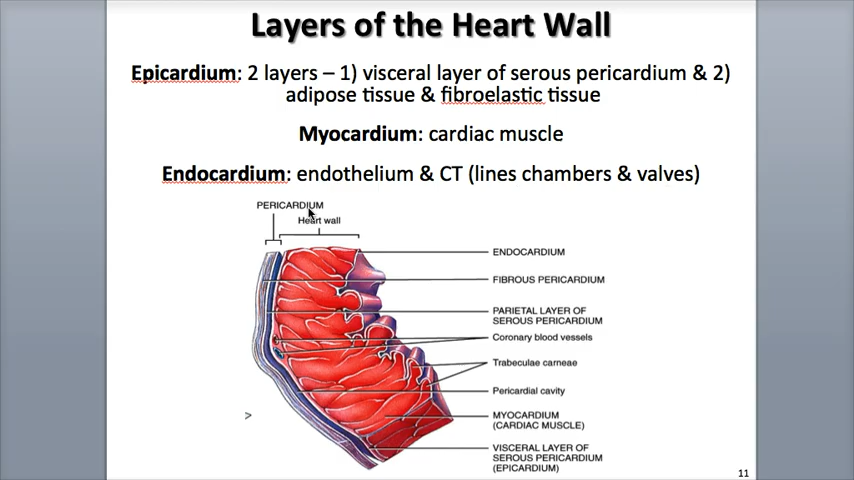 Layers of the Heart Wall
Epicardium: 2 layers – 1) visceral layer of serous pericardium & 2)
adipose tissue & fibroelastic tissue
Myocardium: cardiac muscle
Endocardium: endothelium & CT (lines chambers & valves)
PERICARDIUM
Heart wall
ENDOCARDIUM
FIBROUS PERICARDIUM
PARIETAL LAYER OF
SEROUS PERICARDIUM
Coronary blood vessels
Trabeculae carneae
Pericardial cavity
>
MYOCARDIUM
(CARDIAC MUSCLE)
VISCERAL LAYER OF
SEROUS PERICARDIUM
(EPICARDIUM)
11